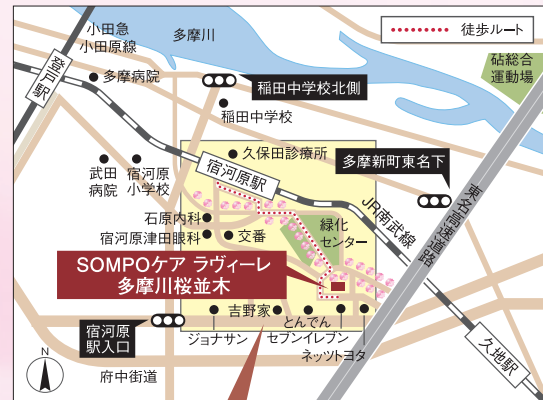 小田急
小田原線
多摩川
徒歩ルート
砧総合
運動場
登戸駅
多摩病院
稲田中学校北側
稲田中学校
久保田診療所
多摩新町東名下
武田
病院
宿河原
小学校
宿河原駅
石原内科
宿河原津田眼科
交番
緑化
センター
JR南武線
東名高速道路
SOMPOケア ラヴィーレ
多摩川桜並木
吉野家
とんでん
宿河原
駅入口
ジョナサン
セブンイレブン
ネッツトヨタ
久地駅
N
府中街道